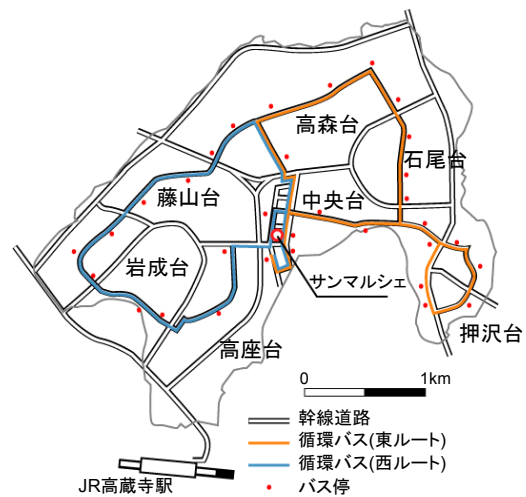 高森台
石尾台
藤山台
中央台
岩成台
サンマルシェ
押沢台
高座台
0 1km
幹線道路
循環バス(東ルート)
循環バス(西ルート)
バス停
JR高蔵寺駅